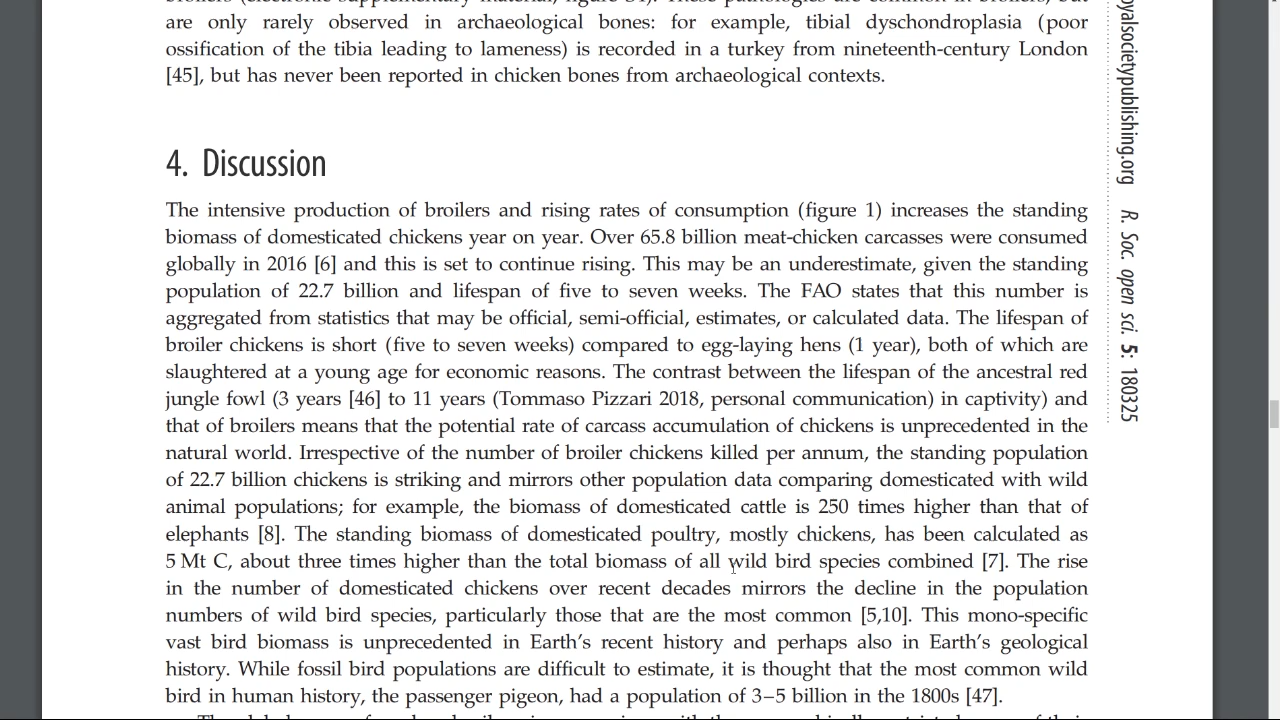 are only rarely observed in archaeological bones: for example, tibial dyschondroplasia (poor
ossification of the tibia leading to lameness) is recorded in a turkey from nineteenth-century London
[45], but has never been reported in chicken bones from archaeological contexts.
4. Discussion
The intensive production of broilers and rising rates of consumption (figure 1) increases the standing
biomass of domesticated chickens year on year. Over 65.8 billion meat-chicken carcasses were consumed
globally in 2016 [6] and this is set to continue rising. This may be an underestimate, given the standing
population of 22.7 billion and lifespan of five to seven weeks. The FAO states that this number is
aggregated from statistics that may be official, semi-official, estimates, or calculated data. The lifespan of
broiler chickens is short (five to seven weeks) compared to egg-laying hens (1 year), both of which are
slaughtered at a young age for economic reasons. The contrast between the lifespan of the ancestral red
jungle fowl (3 years [46] to 11 years (Tommaso Pizzari 2018, personal communication) in captivity) and
that of broilers means that the potential rate of carcass accumulation of chickens is unprecedented in the
natural world. Irrespective of the number of broiler chickens killed per annum, the standing population
of 22.7 billion chickens is striking and mirrors other population data comparing domesticated with wild
animal populations; for example, the biomass of domesticated cattle is 250 times higher than that of
elephants [8]. The standing biomass of domesticated poultry, mostly chickens, has been calculated as
5 Mt C, about three times higher than the total biomass of all wild bird species combined [7]. The rise
in the number of domesticated chickens over recent decades mirrors the decline in the population
numbers of wild bird species, particularly those that are the most common [5,10]. This mono-specific
vast bird biomass is unprecedented in Earth's recent history and perhaps also in Earth's geological
history. While fossil bird populations are difficult to estimate, it is thought that the most common wild
bird in human history, the passenger pigeon, had a population of 3–5 billion in the 1800s [47].
oyalsocietypublishing.org R. Soc. open sci. 5: 180325